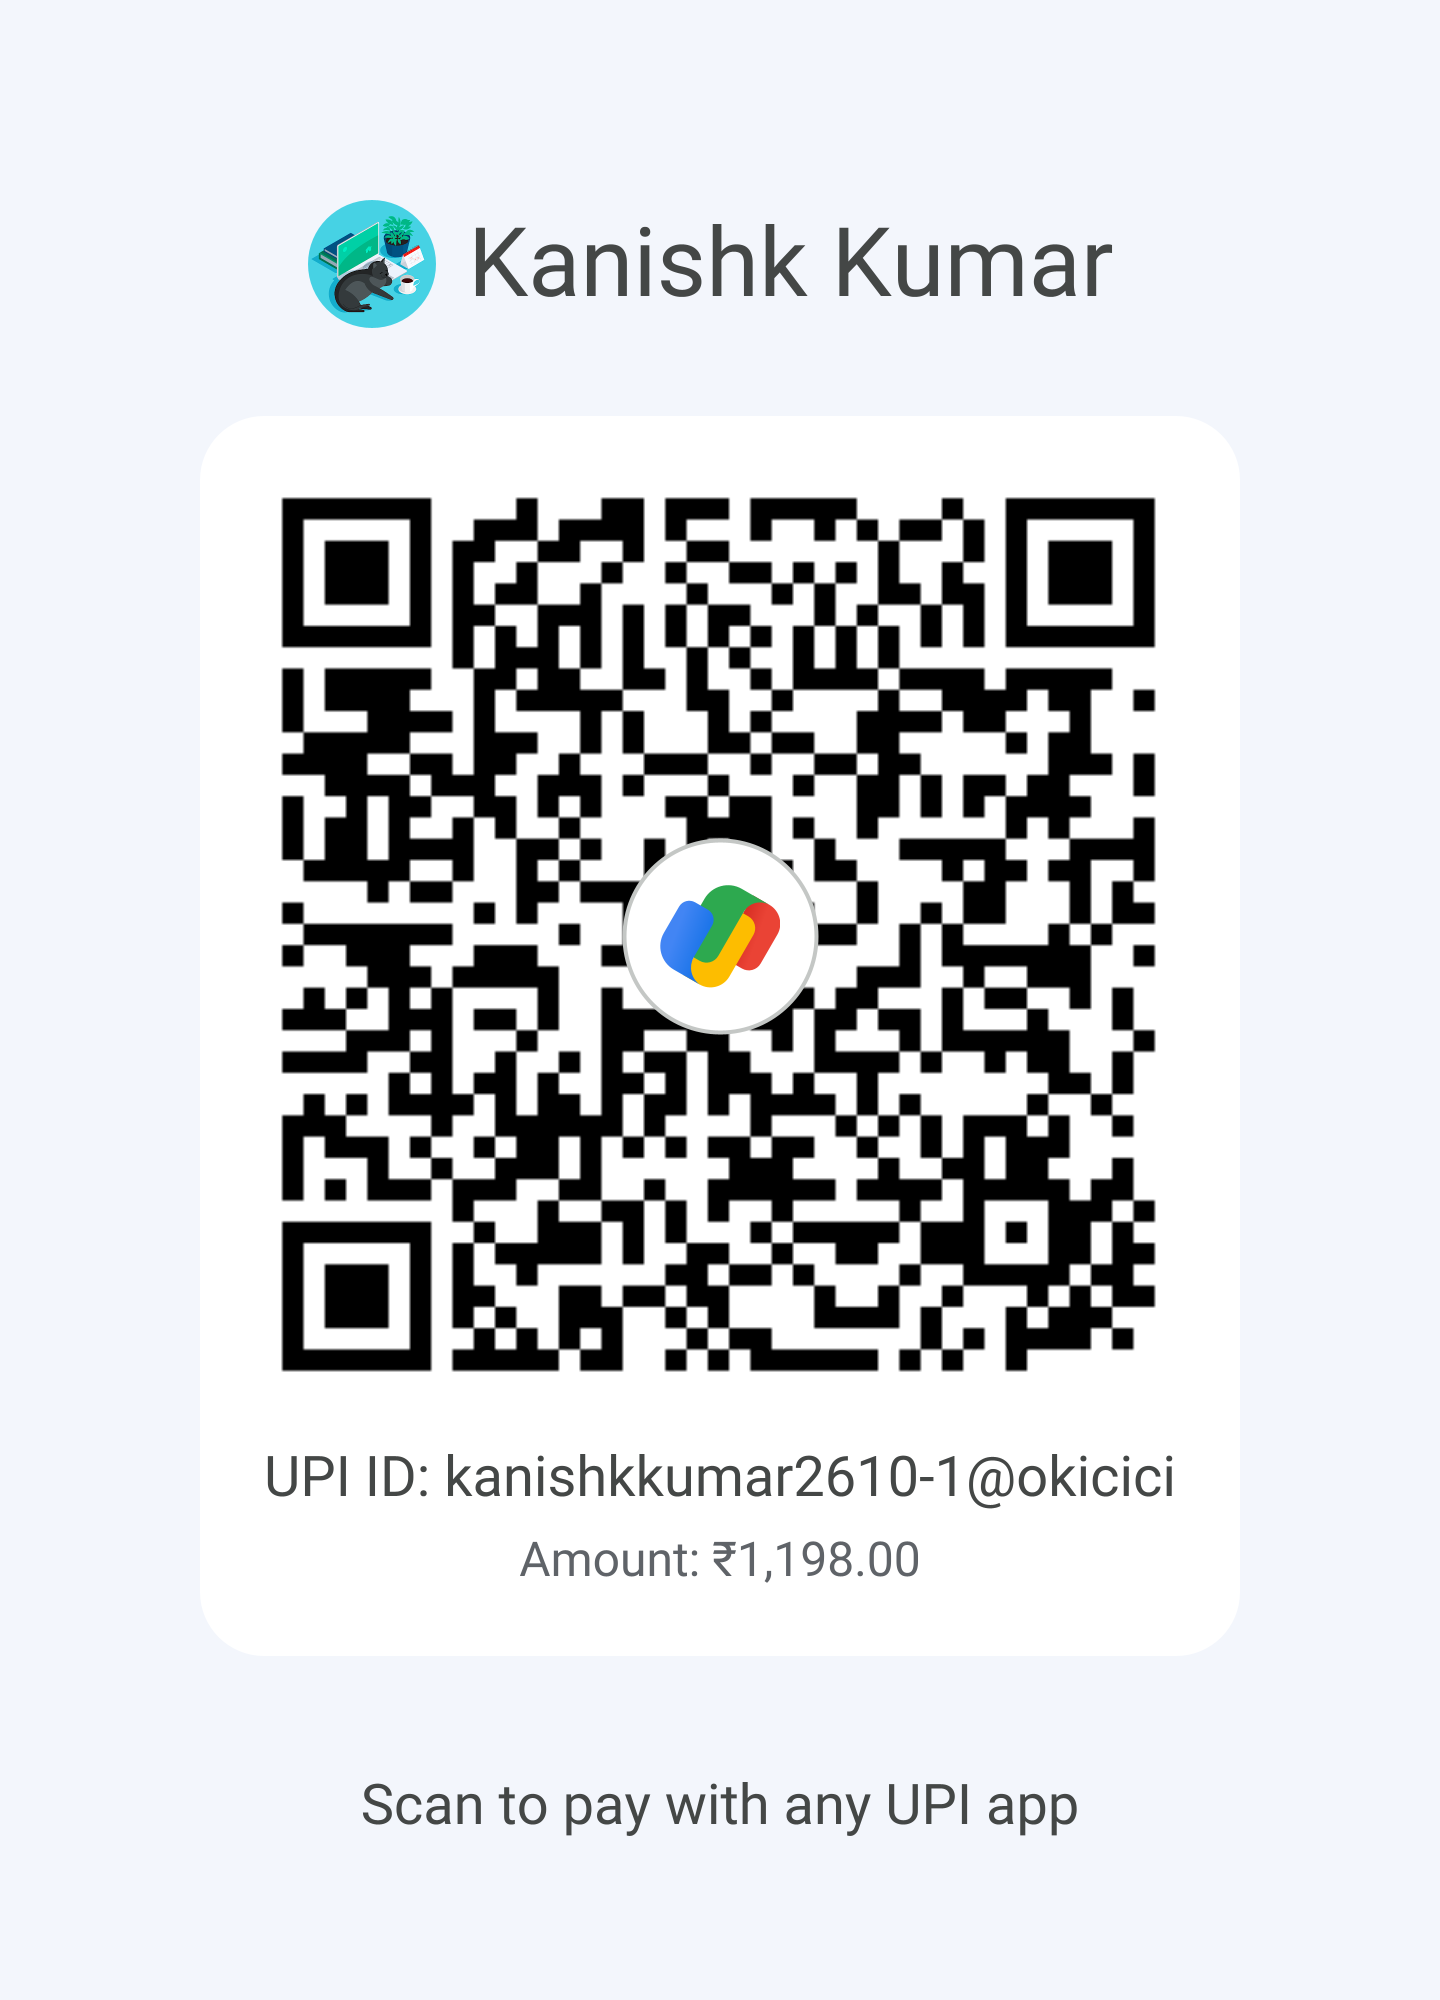 Kanishk Kumar
UPI ID: kanishkkumar2610-1@okicici
Amount: ₹1,198.00
Scan to pay with any UPI app